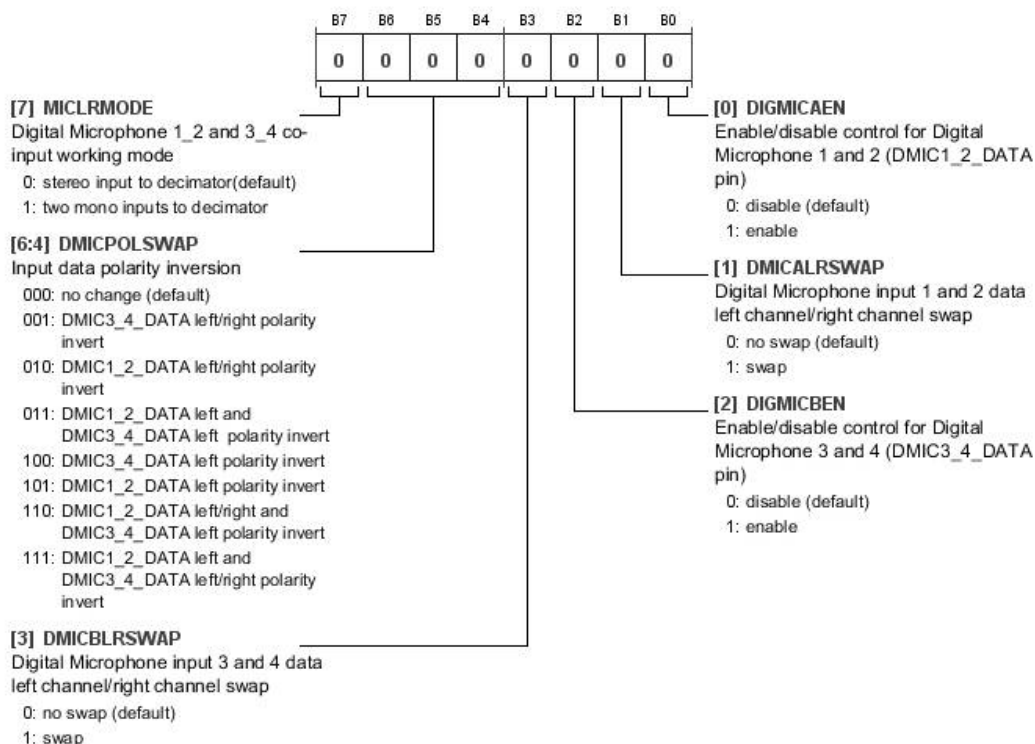 B7 B6 B5 B4 B3 B2 B1 B0
0 0 0 0 0 0 0 0
[7] MICLRMODE
Digital Microphone 1_2 and 3_4 co-
input working mode
0: stereo input to decimator(default)
1: two mono inputs to decimator
[6:4] DMICPOLSWAP
Input data polarity inversion
000: no change (default)
001: DMIC3_4_DATA left/right polarity
invert
010: DMIC1_2_DATA left/right polarity
invert
011: DMIC1_2_DATA left and
DMIC3_4_DATA left polarity invert
100: DMIC3_4_DATA left polarity invert
101: DMIC1_2_DATA left polarity invert
110: DMIC1_2_DATA left/right and
DMIC3_4_DATA left polarity invert
111: DMIC1_2_DATA left and
DMIC3_4_DATA left/right polarity
invert
[3] DMICBLRSWAP
Digital Microphone input 3 and 4 data
left channel/right channel swap
0: no swap (default)
1: swap
[0] DIGMICAEN
Enable/disable control for Digital
Microphone 1 and 2 (DMIC1_2_DATA
pin)
0: disable (default)
1: enable
[1] DMICALRSWAP
Digital Microphone input 1 and 2 data
left channel/right channel swap
0: no swap (default)
1: swap
[2] DIGMICBEN
Enable/disable control for Digital
Microphone 3 and 4 (DMIC3_4_DATA
pin)
0: disable (default)
1: enable